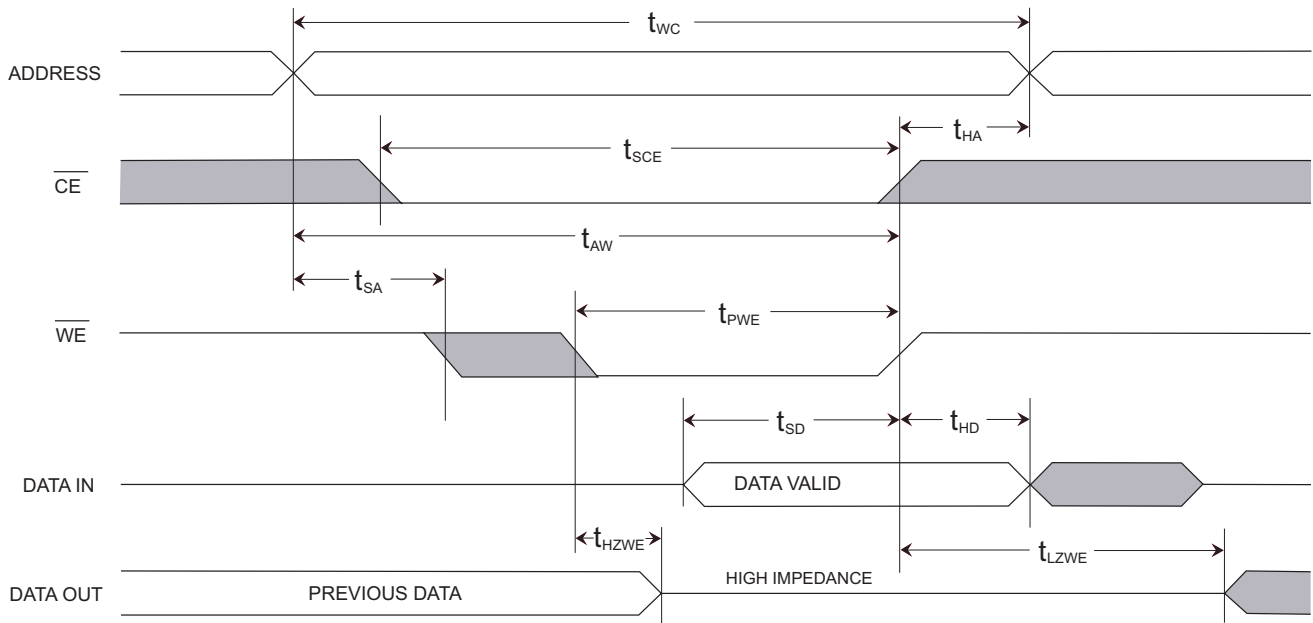 tWC
ADDRESS
tHA
tSCE
CE
tAW
tSA
tPWE
WE
tSD
tHD
DATA IN
DATA VALID
tHZWE
tLZWE
DATA OUT
PREVIOUS DATA
HIGH IMPEDANCE